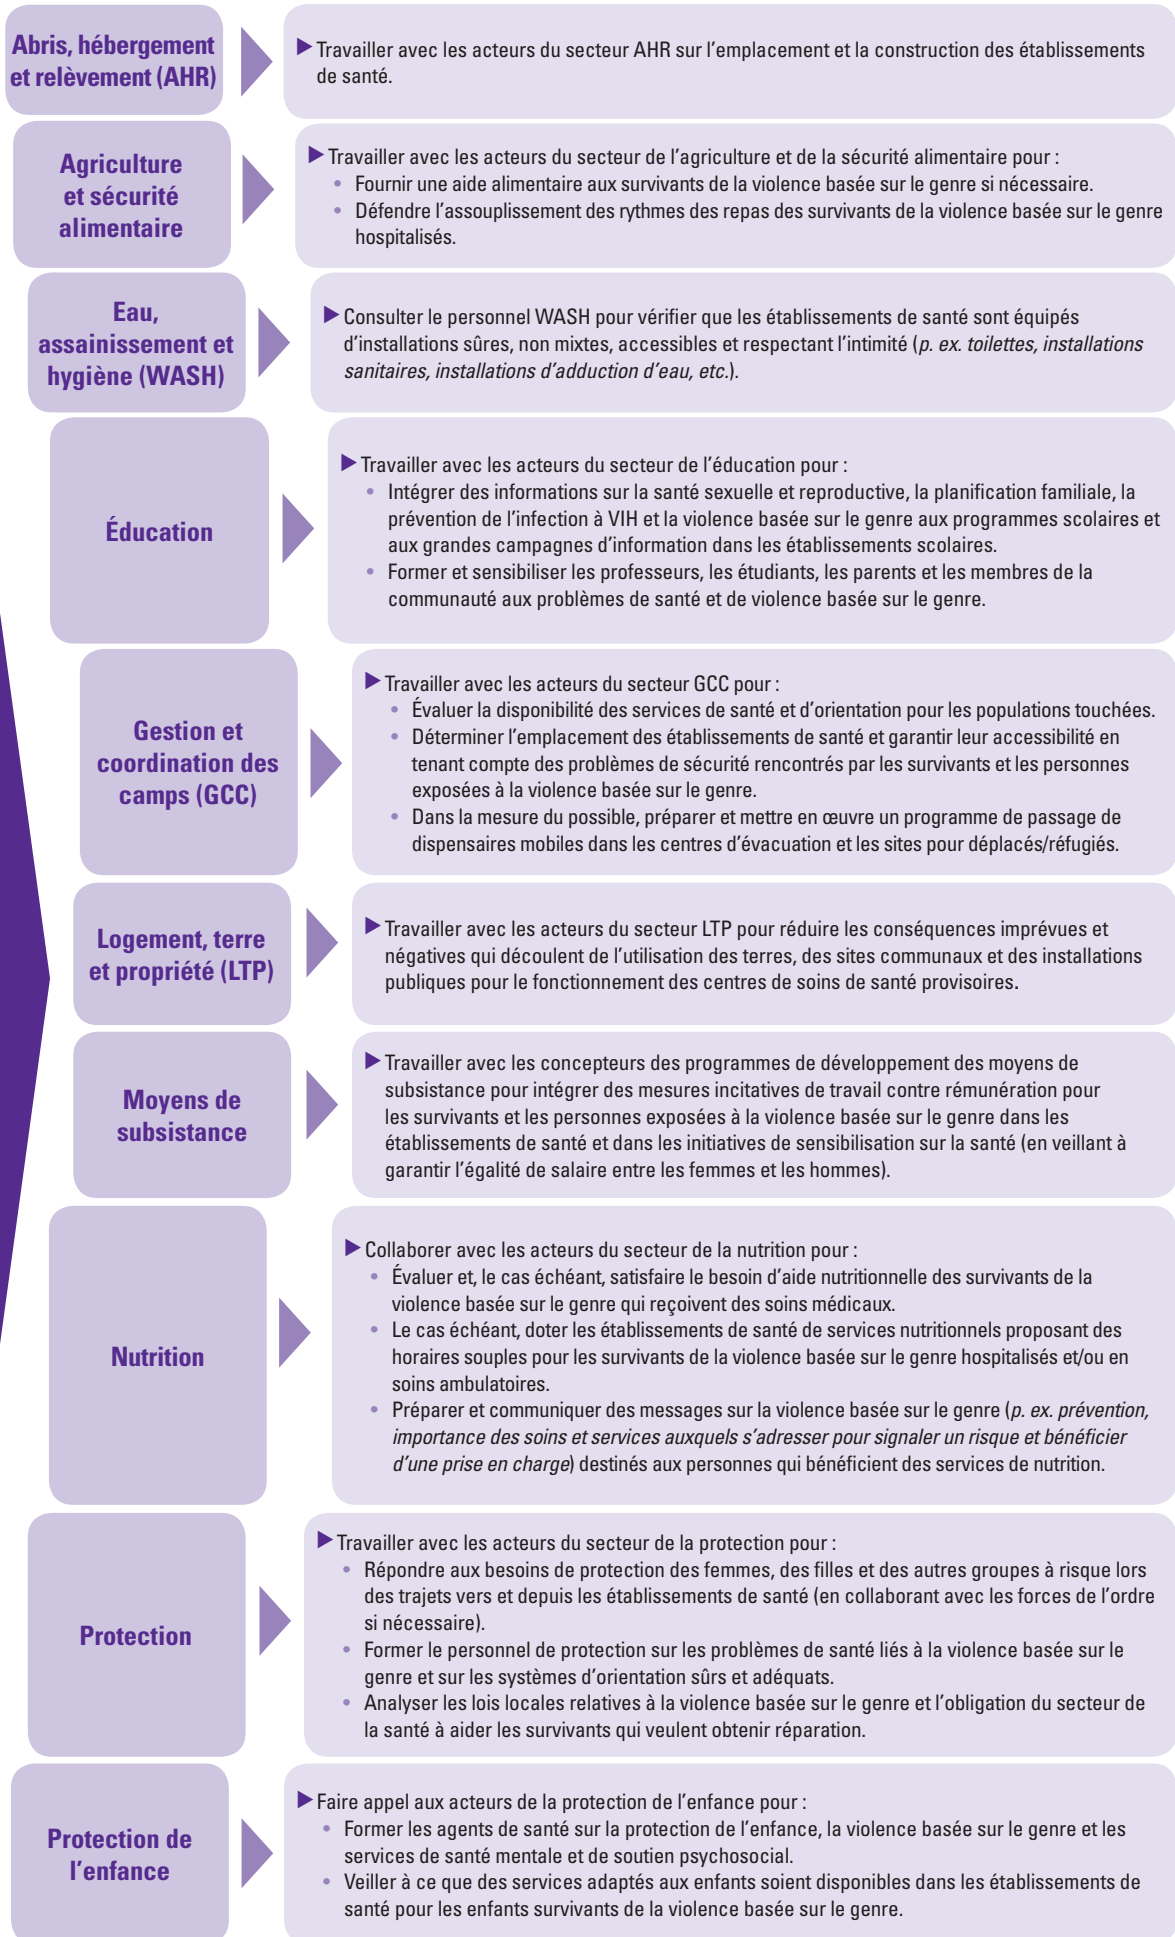 Abris, hébergement
et relèvement (AHR)
▶ Travailler avec les acteurs du secteur AHR sur l’emplacement et la construction des établissements
de santé.
Agriculture
et sécurité
alimentaire
▶ Travailler avec les acteurs du secteur de l’agriculture et de la sécurité alimentaire pour :
• Fournir une aide alimentaire aux survivants de la violence basée sur le genre si nécessaire.
• Défendre l’assouplissement des rythmes des repas des survivants de la violence basée sur le genre
hospitalisés.
Eau,
assainissement et
hygiène (WASH)
▶ Consulter le personnel WASH pour vérifier que les établissements de santé sont équipés
d’installations sûres, non mixtes, accessibles et respectant l’intimité (p. ex. toilettes, installations
sanitaires, installations d’adduction d’eau, etc.).
Éducation
▶ Travailler avec les acteurs du secteur de l’éducation pour :
• Intégrer des informations sur la santé sexuelle et reproductive, la planification familiale, la
prévention de l’infection à VIH et la violence basée sur le genre aux programmes scolaires et
aux grandes campagnes d’information dans les établissements scolaires.
• Former et sensibiliser les professeurs, les étudiants, les parents et les membres de la
communauté aux problèmes de santé et de violence basée sur le genre.
Gestion et
coordination des
camps (GCC)
▶ Travailler avec les acteurs du secteur GCC pour :
• Évaluer la disponibilité des services de santé et d’orientation pour les populations touchées.
• Déterminer l’emplacement des établissements de santé et garantir leur accessibilité en
tenant compte des problèmes de sécurité rencontrés par les survivants et les personnes
exposées à la violence basée sur le genre.
• Dans la mesure du possible, préparer et mettre en œuvre un programme de passage de
dispensaires mobiles dans les centres d’évacuation et les sites pour déplacés/réfugiés.
Logement, terre
et propriété (LTP)
▶ Travailler avec les acteurs du secteur LTP pour réduire les conséquences imprévues et
négatives qui découlent de l’utilisation des terres, des sites communaux et des installations
publiques pour le fonctionnement des centres de soins de santé provisoires.
Moyens de
subsistance
▶ Travailler avec les concepteurs des programmes de développement des moyens de
subsistance pour intégrer des mesures incitatives de travail contre rémunération pour
les survivants et les personnes exposées à la violence basée sur le genre dans les
établissements de santé et dans les initiatives de sensibilisation sur la santé (en veillant à
garantir l’égalité de salaire entre les femmes et les hommes).
Nutrition
▶ Collaborer avec les acteurs du secteur de la nutrition pour :
• Évaluer et, le cas échéant, satisfaire le besoin d’aide nutritionnelle des survivants de la
violence basée sur le genre qui reçoivent des soins médicaux.
• Le cas échéant, doter les établissements de santé de services nutritionnels proposant des
horaires souples pour les survivants de la violence basée sur le genre hospitalisés et/ou en
soins ambulatoires.
• Préparer et communiquer des messages sur la violence basée sur le genre (p. ex. prévention,
importance des soins et services auxquels s’adresser pour signaler un risque et bénéficier
d’une prise en charge) destinés aux personnes qui bénéficient des services de nutrition.
Protection
▶ Travailler avec les acteurs du secteur de la protection pour :
• Répondre aux besoins de protection des femmes, des filles et des autres groupes à risque lors
des trajets vers et depuis les établissements de santé (en collaborant avec les forces de l’ordre
si nécessaire).
• Former le personnel de protection sur les problèmes de santé liés à la violence basée sur le
genre et sur les systèmes d’orientation sûrs et adéquats.
• Analyser les lois locales relatives à la violence basée sur le genre et l’obligation du secteur de
la santé à aider les survivants qui veulent obtenir réparation.
Protection de
l’enfance
▶ Faire appel aux acteurs de la protection de l’enfance pour :
• Former les agents de santé sur la protection de l’enfance, la violence basée sur le genre et les
services de santé mentale et de soutien psychosocial.
• Veiller à ce que des services adaptés aux enfants soient disponibles dans les établissements de
santé pour les enfants survivants de la violence basée sur le genre.